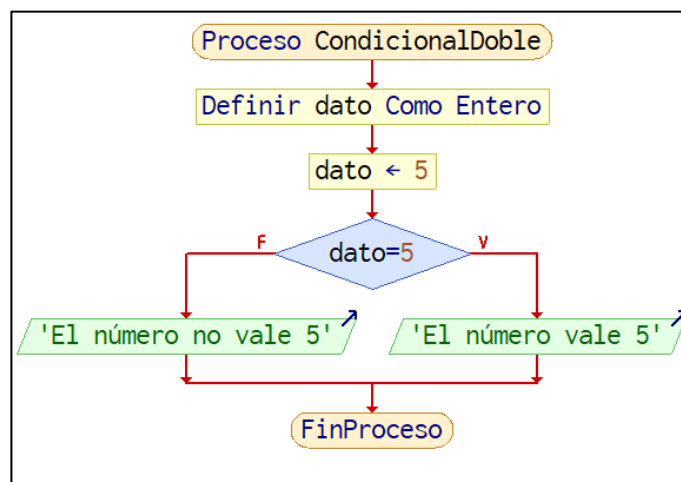 Proceso CondicionalDoble
Definir dato Como Entero
dato ← 5
F
V
dato=5
'El número no vale 5'
'El número vale 5'
FinProceso